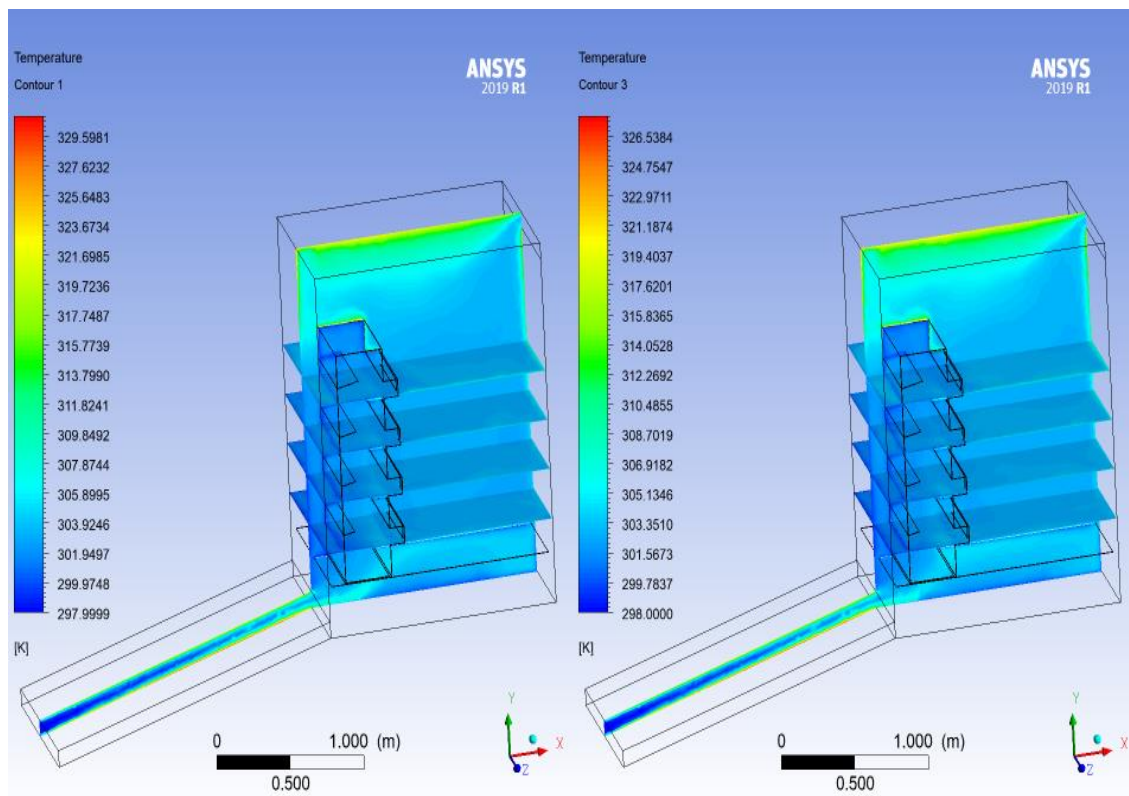 Temperature
Contour 1
ANSYS
2019 R1
329.5981
327.6232
325.6483
323.6734
321.6985
319.7236
317.7487
315.7739
313.7990
311.8241
309.8492
307.8744
305.8995
303.9246
301.9497
299.9748
297.9999
[K]
0
1.000 (m)
0.500
Y
X
Z
Temperature
Contour 3
ANSYS
2019 R1
326.5384
324.7547
322.9711
321.1874
319.4037
317.6201
315.8365
314.0528
312.2692
310.4855
308.7019
306.9182
305.1346
303.3510
301.5673
299.7837
298.0000
[K]
0
1.000 (m)
0.500
Y
X
Z